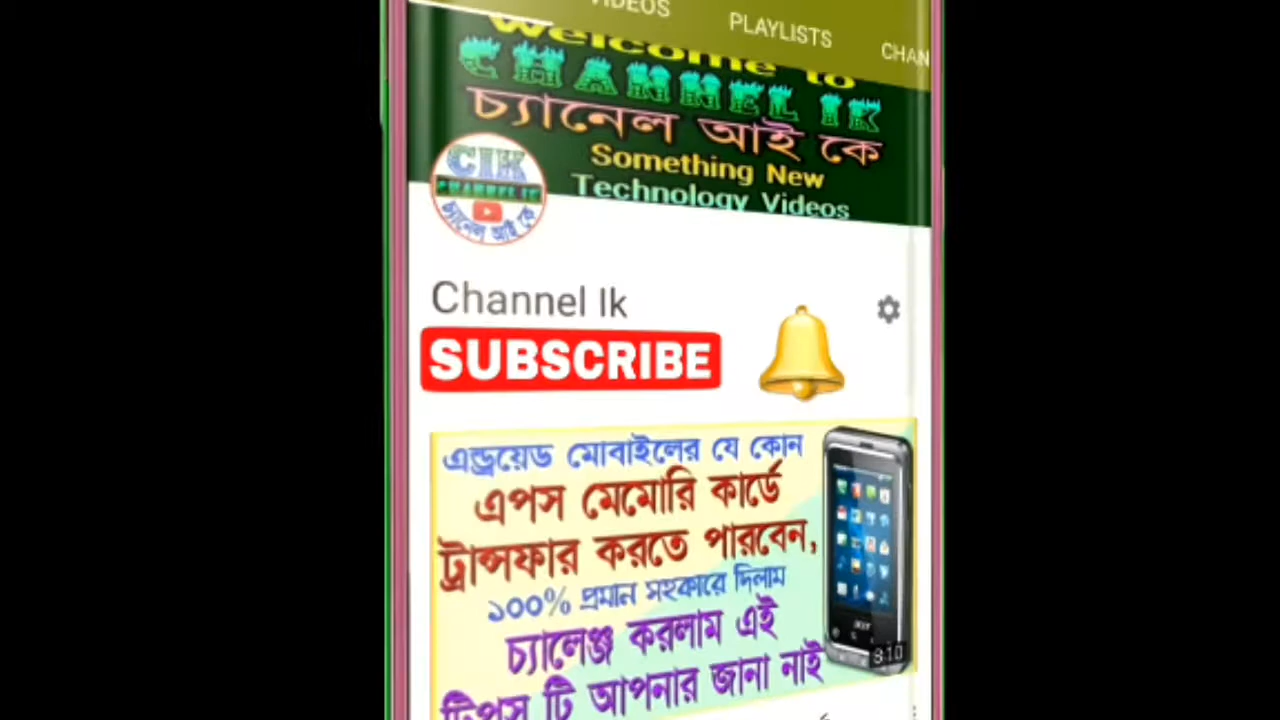 VIDEOS
PLAYLISTS
CHAN
Welcome to
CHANNEL IK
চ্যানেল আই কে
Something New
Technology Videos
CIK
CHANNEL IK
চ্যানেল আই কে
Channel Ik
SUBSCRIBE
এন্ড্রয়েড মোবাইলের যে কোন
এপস মেমোরি কার্ডে
ট্রান্সফার করতে পারবেন,
১০০% প্রমান সহকারে দিলাম
চ্যালেঞ্জ করলাম এই
টিপস টি আপনার জানা নাই
acer
8:10